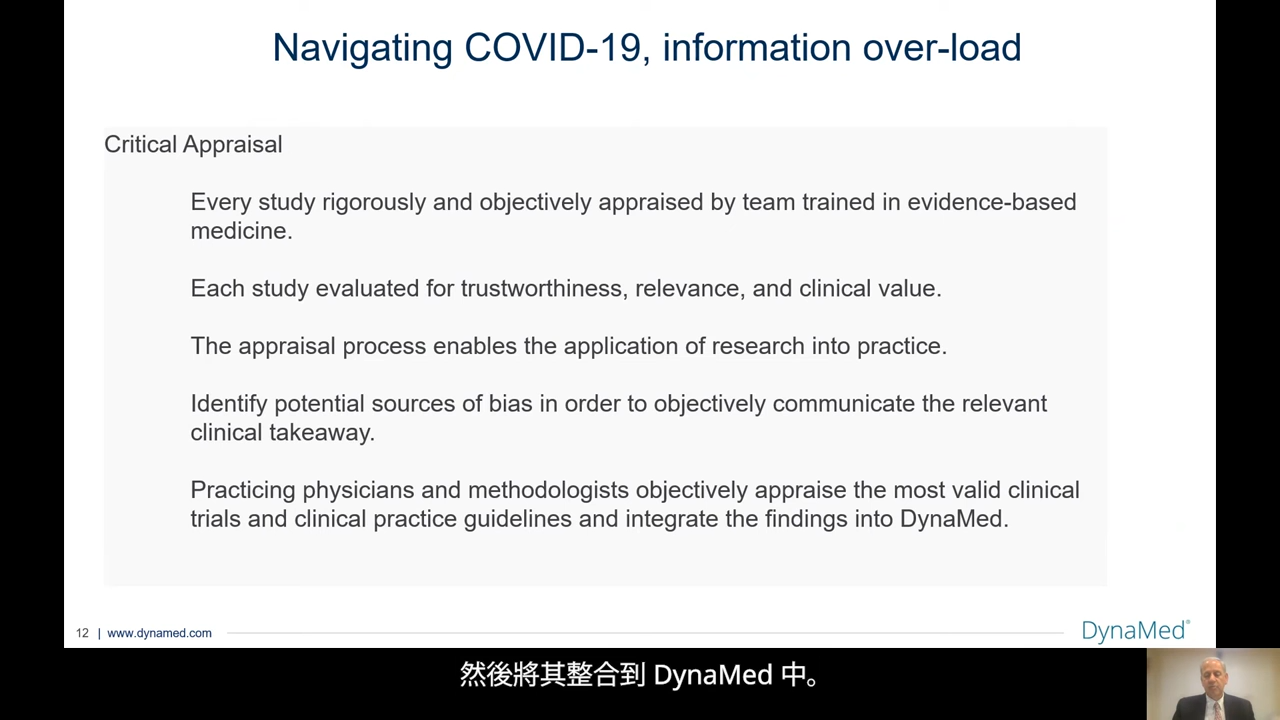 Navigating COVID-19, information over-load
Critical Appraisal
Every study rigorously and objectively appraised by team trained in evidence-based
medicine.
Each study evaluated for trustworthiness, relevance, and clinical value.
The appraisal process enables the application of research into practice.
Identify potential sources of bias in order to objectively communicate the relevant
clinical takeaway.
Practicing physicians and methodologists objectively appraise the most valid clinical
trials and clinical practice guidelines and integrate the findings into DynaMed.
12 | www.dynamed.com
DynaMed®
然後將其整合到 DynaMed 中。